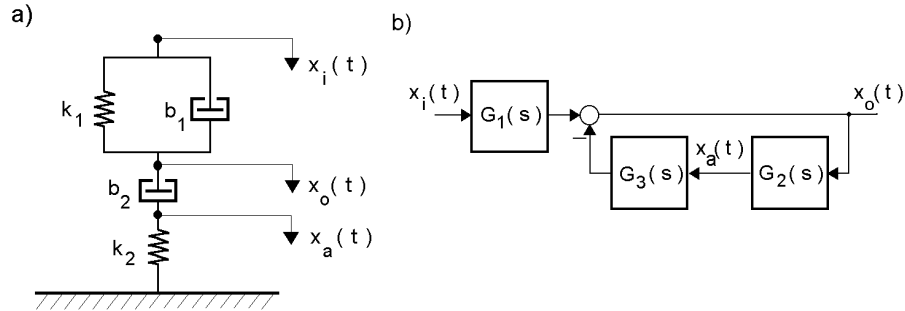 a)
x_i(t)
k_1
b_1
b_2
x_o(t)
x_a(t)
k_2
b)
x_i(t)
G_1(s)
x_o(t)
−
G_3(s)
x_a(t)
G_2(s)